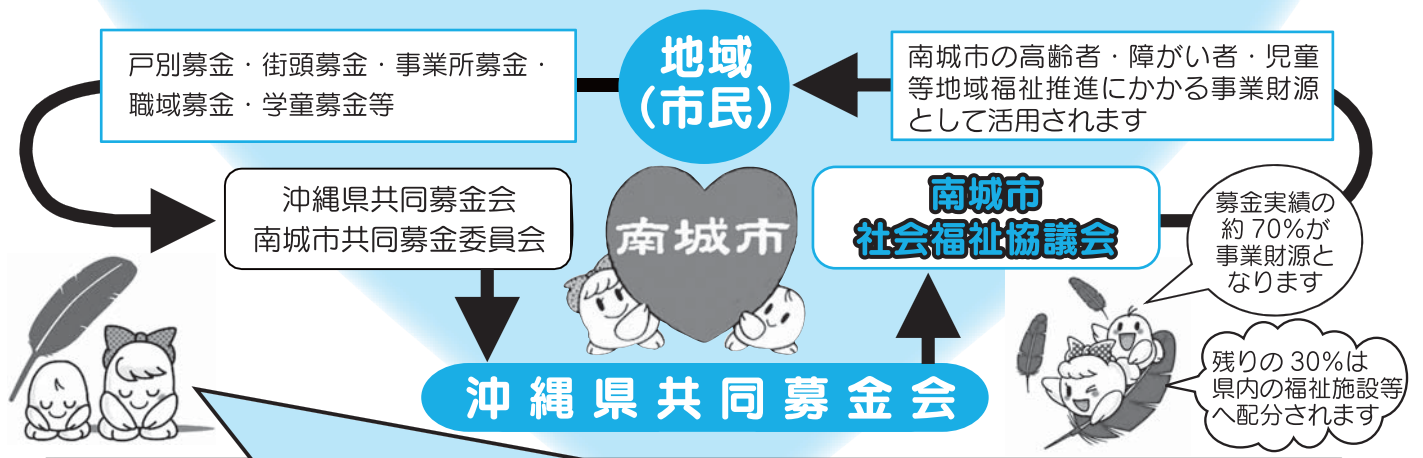 地域
(市民)
戸別募金・街頭募金・事業所募金・
職域募金・学童募金等
沖縄県共同募金会
南城市共同募金委員会
沖縄県共同募金会
南城市
南城市
社会福祉協議会
募金実績の
約70%が
事業財源と
なります
残りの30%は
県内の福祉施設等
へ配分されます
南城市の高齢者・障がい者・児童
等地域福祉推進にかかる事業財源
として活用されます